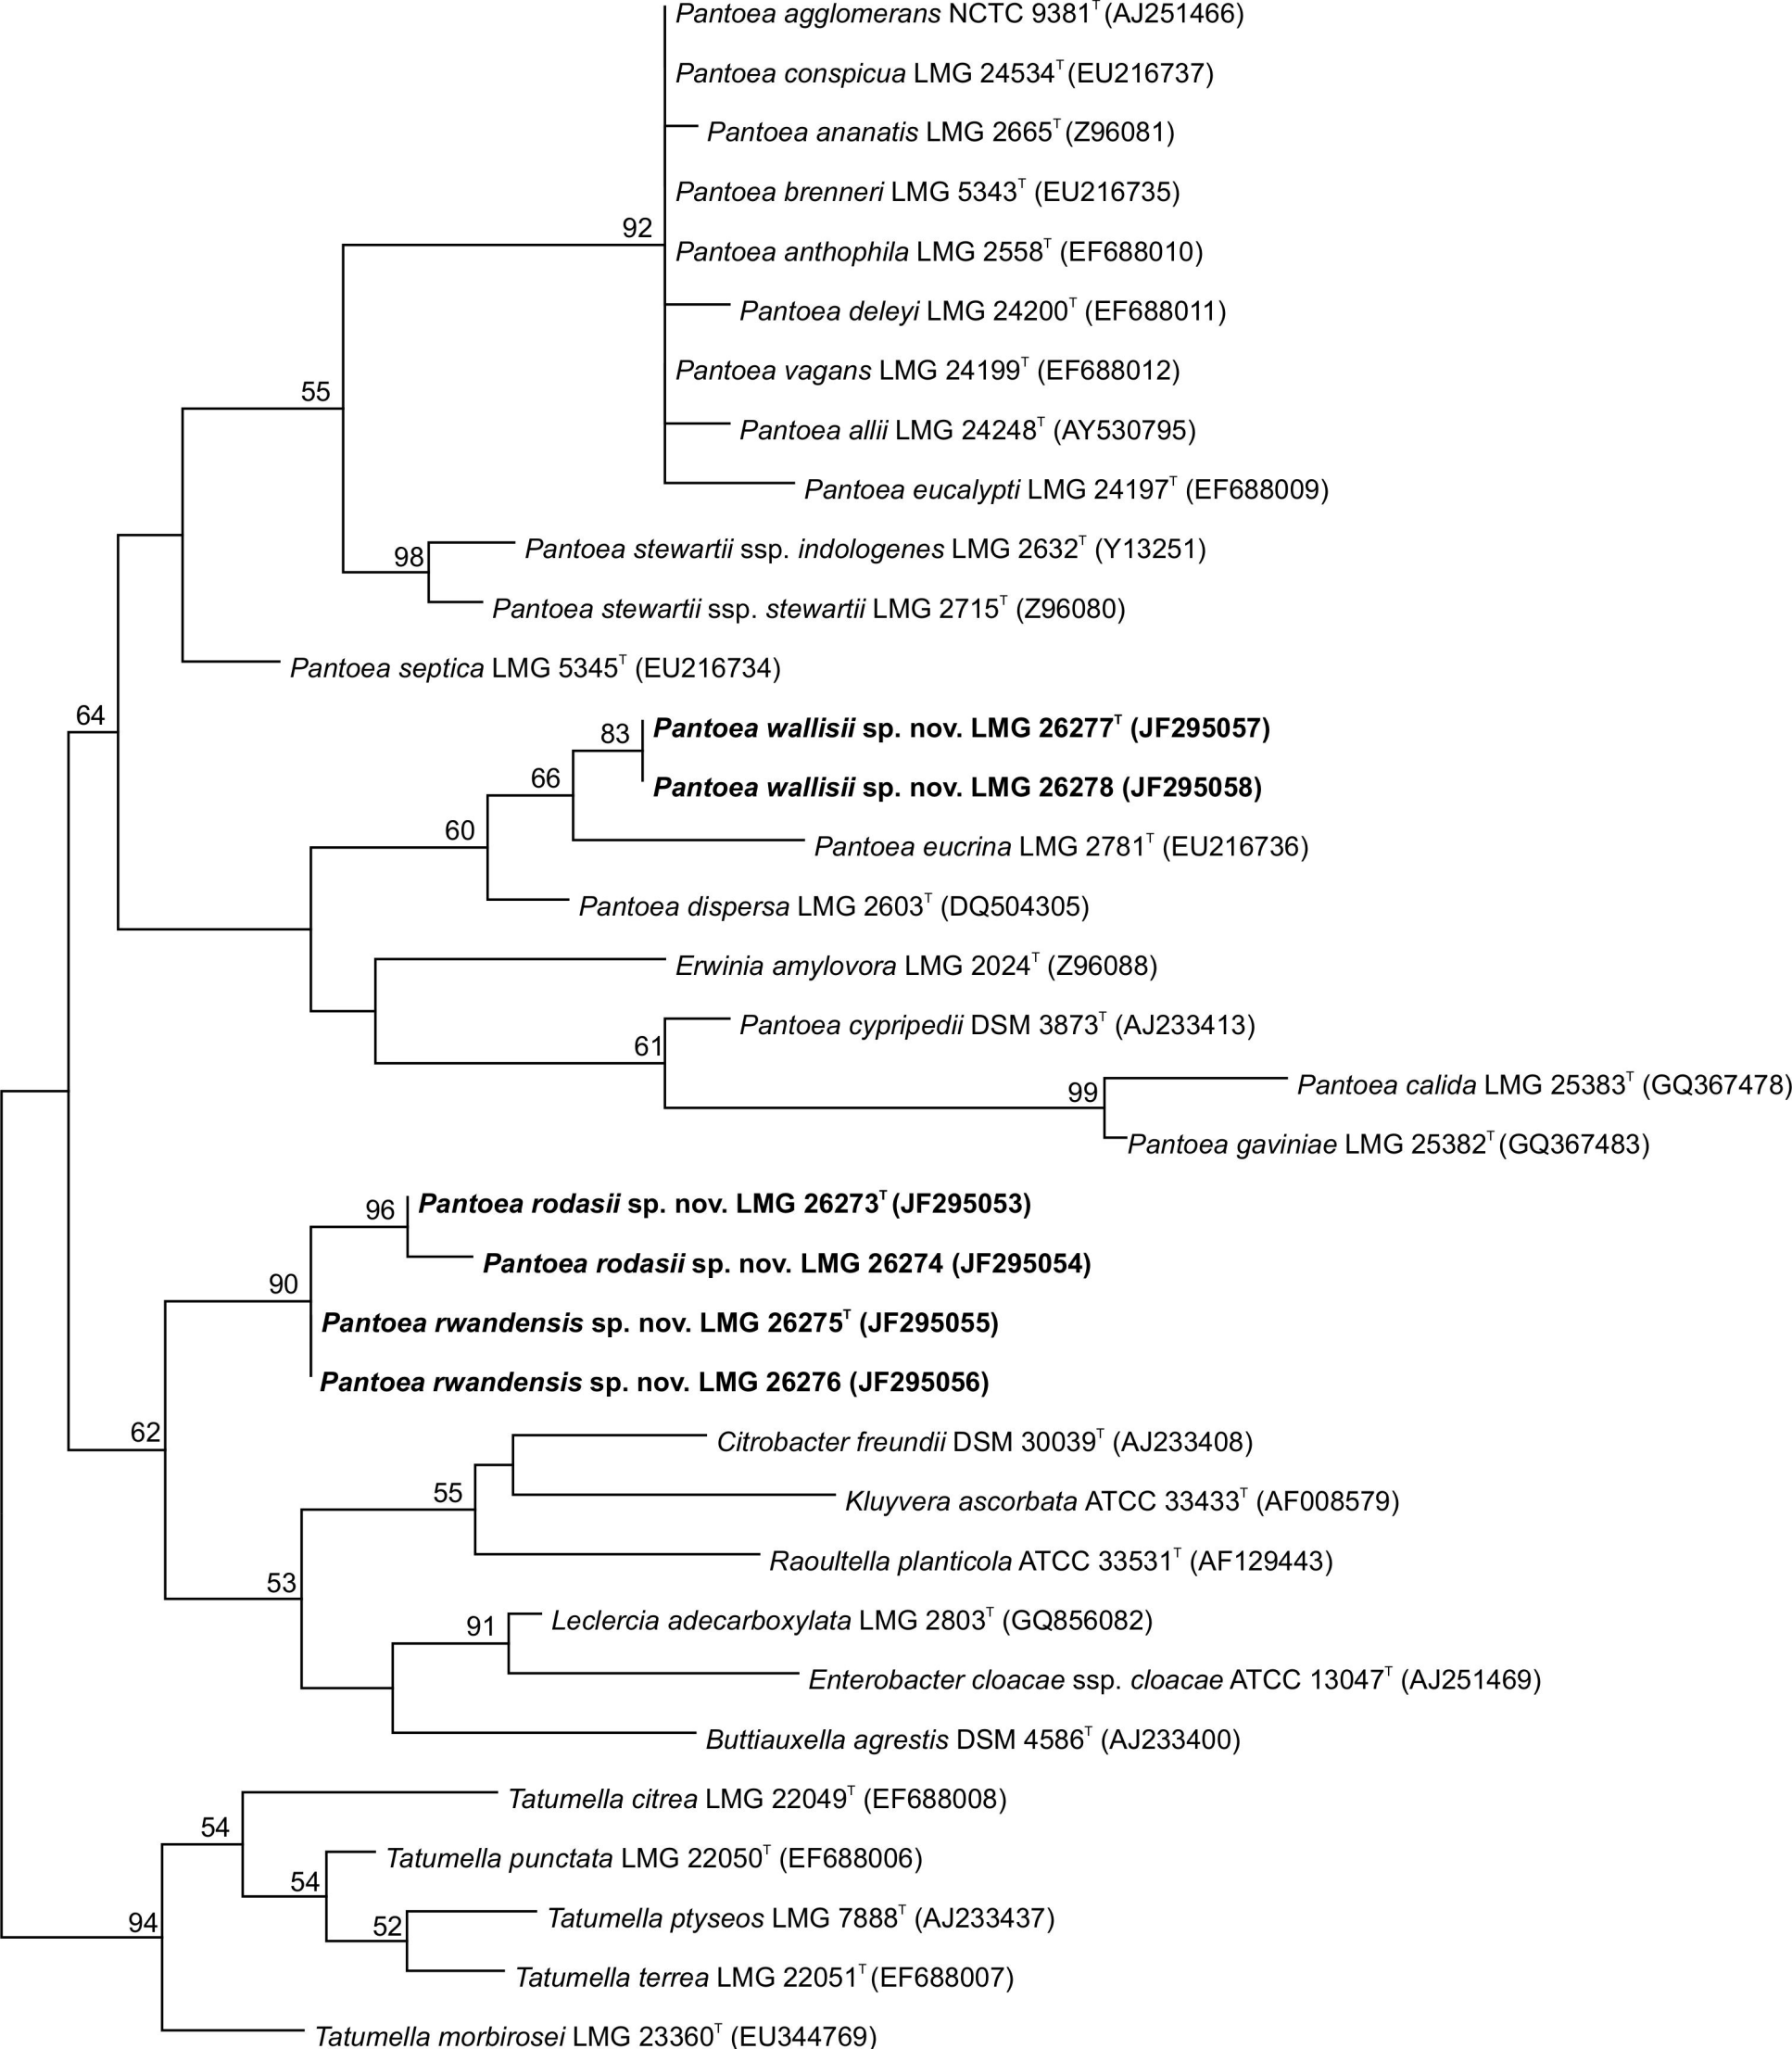 Pantoea agglomerans NCTC 9381T (AJ251466)
Pantoea conspicua LMG 24534T (EU216737)
Pantoea ananatis LMG 2665T (Z96081)
Pantoea brenneri LMG 5343T (EU216735)
92
Pantoea anthophila LMG 2558T (EF688010)
Pantoea deleyi LMG 24200T (EF688011)
Pantoea vagans LMG 24199T (EF688012)
55
Pantoea allii LMG 24248T (AY530795)
Pantoea eucalypti LMG 24197T (EF688009)
98
Pantoea stewartii ssp. indologenes LMG 2632T (Y13251)
Pantoea stewartii ssp. stewartii LMG 2715T (Z96080)
Pantoea septica LMG 5345T (EU216734)
64
Pantoea wallisii sp. nov. LMG 26277T (JF295057)
83
66
Pantoea wallisii sp. nov. LMG 26278 (JF295058)
60
Pantoea eucrina LMG 2781T (EU216736)
Pantoea dispersa LMG 2603T (DQ504305)
Erwinia amylovora LMG 2024T (Z96088)
Pantoea cypripedii DSM 3873T (AJ233413)
61
99
Pantoea calida LMG 25383T (GQ367478)
Pantoea gaviniae LMG 25382T (GQ367483)
96
Pantoea rodasii sp. nov. LMG 26273T (JF295053)
Pantoea rodasii sp. nov. LMG 26274 (JF295054)
90
Pantoea rwandensis sp. nov. LMG 26275T (JF295055)
Pantoea rwandensis sp. nov. LMG 26276 (JF295056)
62
Citrobacter freundii DSM 30039T (AJ233408)
55
Kluyvera ascorbata ATCC 33433T (AF008579)
Raoultella planticola ATCC 33531T (AF129443)
53
Leclercia adecarboxylata LMG 2803T (GQ856082)
91
Enterobacter cloacae ssp. cloacae ATCC 13047T (AJ251469)
Buttiauxella agrestis DSM 4586T (AJ233400)
Tatumella citrea LMG 22049T (EF688008)
54
Tatumella punctata LMG 22050T (EF688006)
54
Tatumella ptyseos LMG 7888T (AJ233437)
94
52
Tatumella terrea LMG 22051T (EF688007)
Tatumella morbirosei LMG 23360T (EU344769)